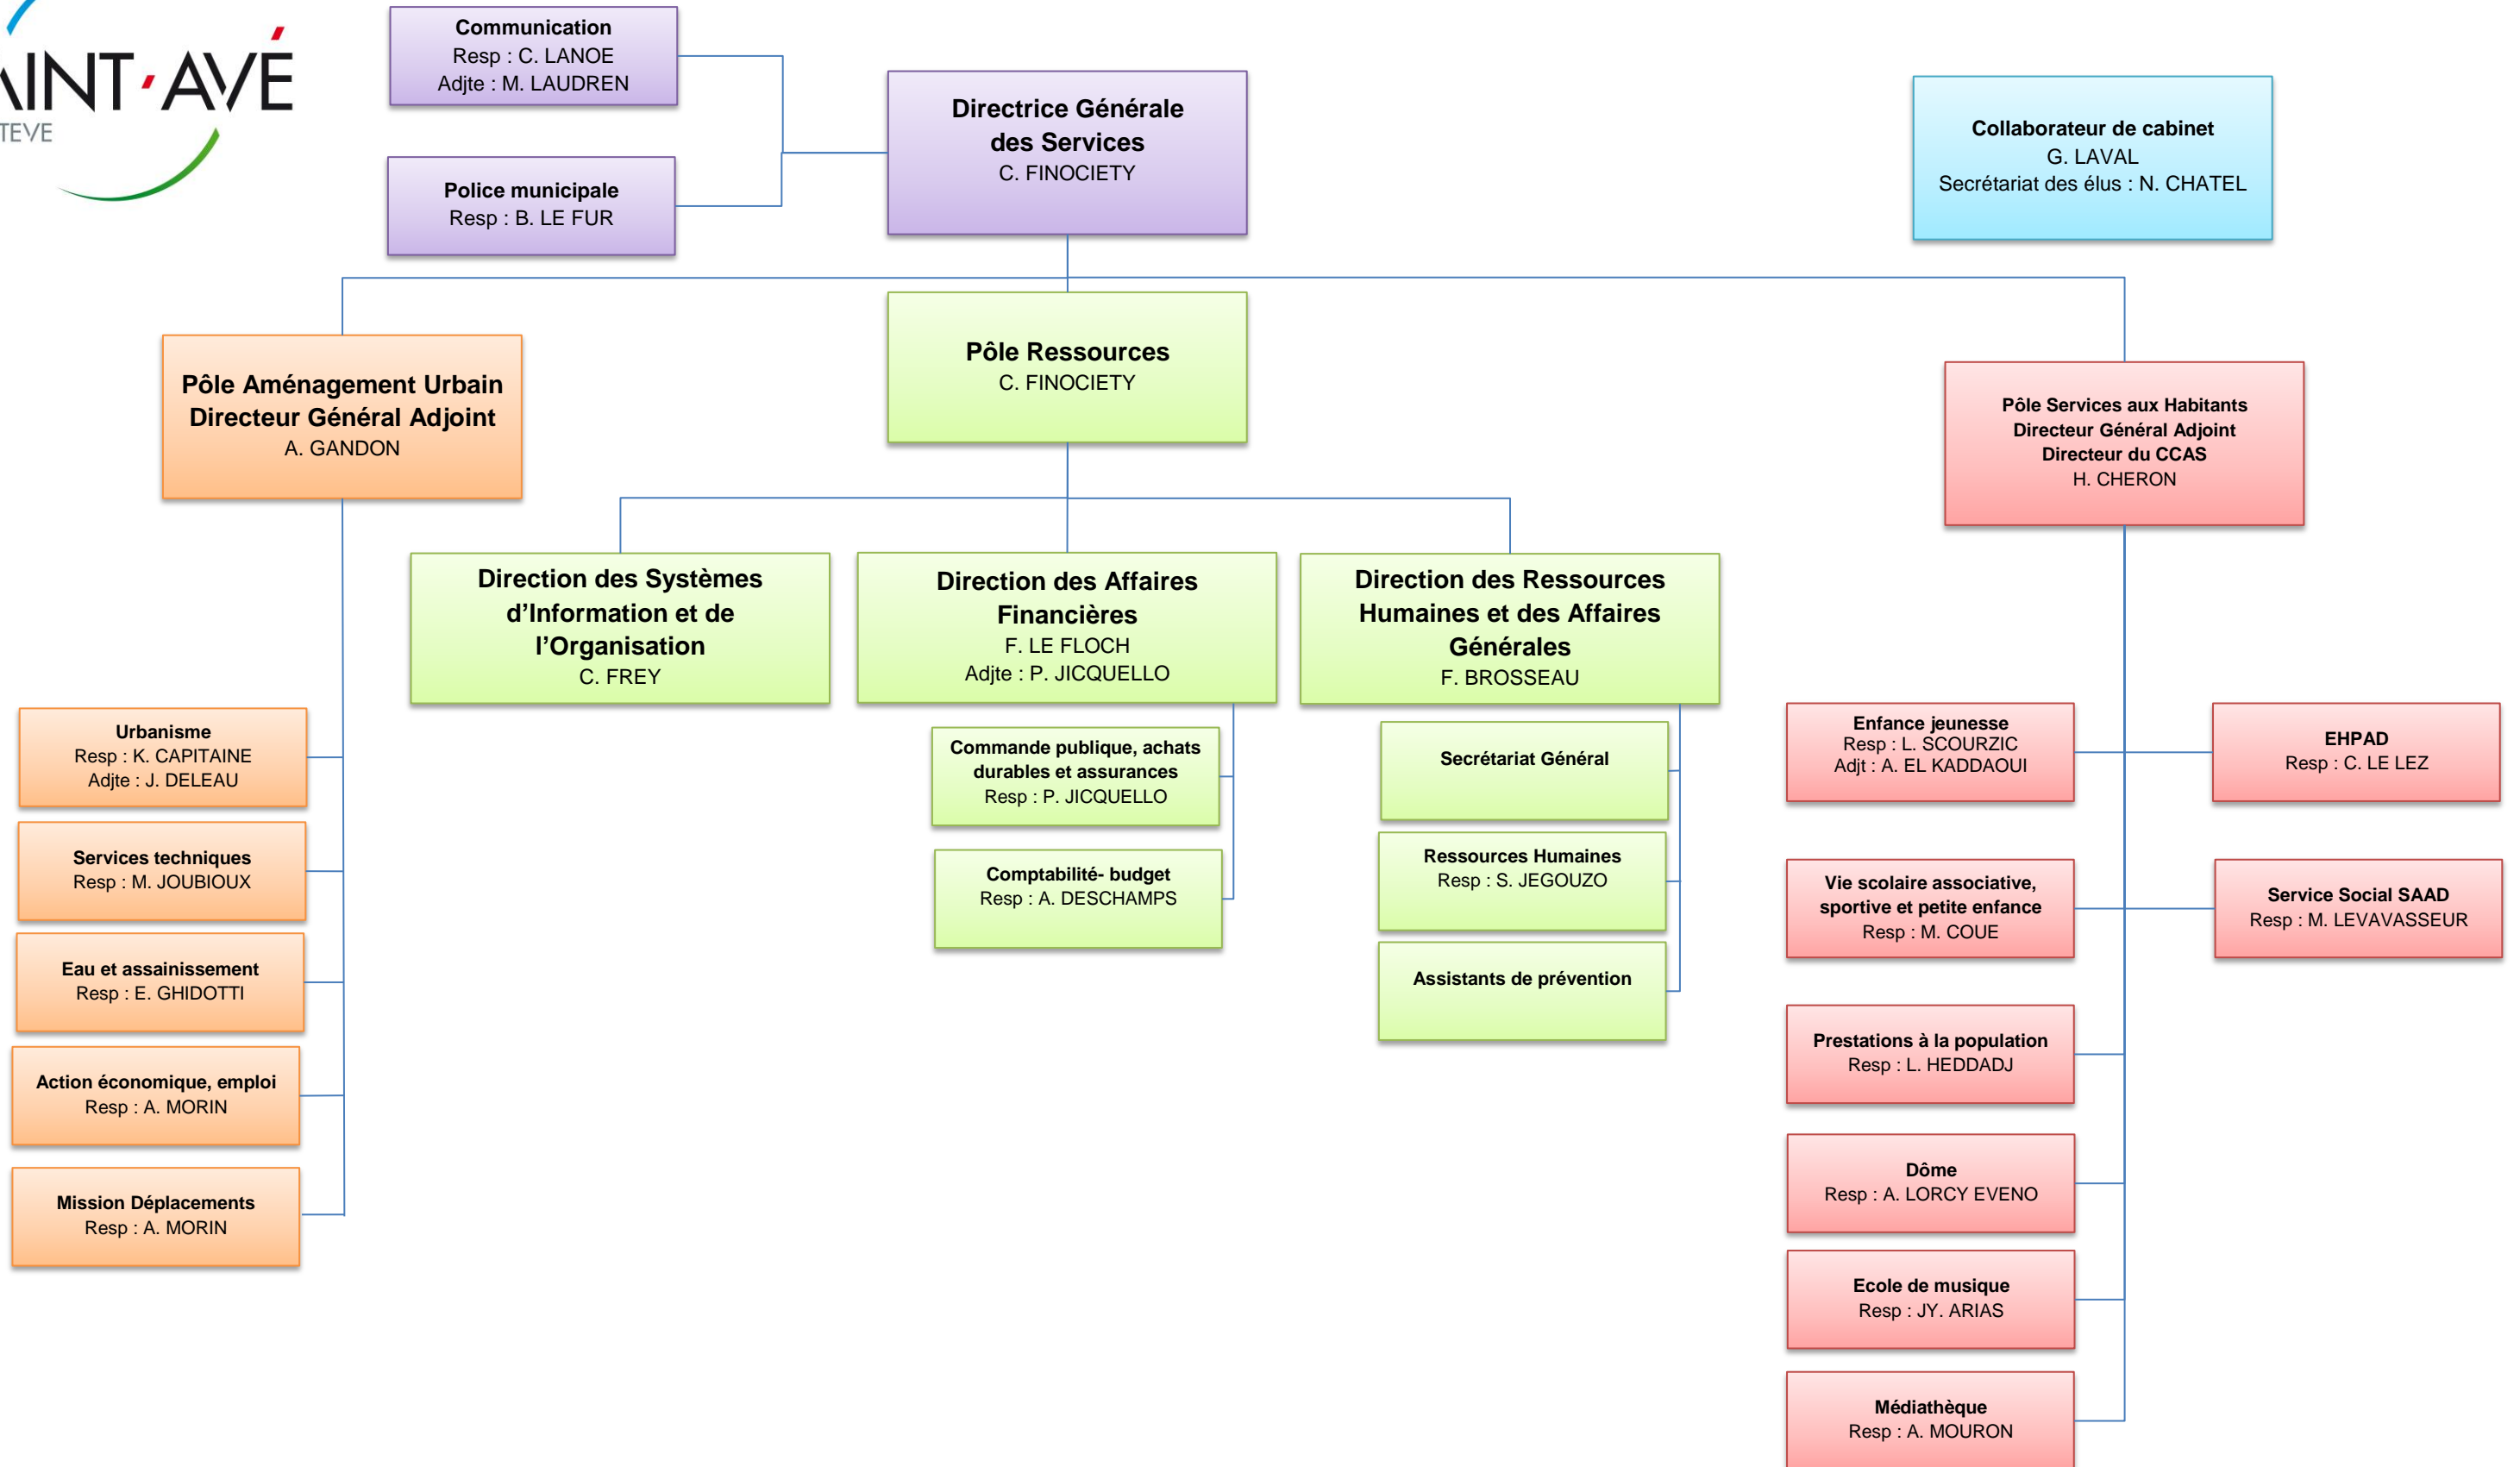 AINT-AVÉ
TEVE
Communication
Resp : C. LANOE
Adjte : M. LAUDREN
Police municipale
Resp : B. LE FUR
Directrice Générale
des Services
C. FINOCIETY
Collaborateur de cabinet
G. LAVAL
Secrétariat des élus : N. CHATEL
Pôle Aménagement Urbain
Directeur Général Adjoint
A. GANDON
Pôle Ressources
C. FINOCIETY
Pôle Services aux Habitants
Directeur Général Adjoint
Directeur du CCAS
H. CHERON
Direction des Systèmes
d’Information et de
l’Organisation
C. FREY
Direction des Affaires
Financières
F. LE FLOCH
Adjte : P. JICQUELLO
Direction des Ressources
Humaines et des Affaires
Générales
F. BROSSEAU
Urbanisme
Resp : K. CAPITAINE
Adjte : J. DELEAU
Services techniques
Resp : M. JOUBIOUX
Eau et assainissement
Resp : E. GHIDOTTI
Action économique, emploi
Resp : A. MORIN
Mission Déplacements
Resp : A. MORIN
Commande publique, achats
durables et assurances
Resp : P. JICQUELLO
Comptabilité- budget
Resp : A. DESCHAMPS
Secrétariat Général
Ressources Humaines
Resp : S. JEGOUZO
Assistants de prévention
Enfance jeunesse
Resp : L. SCOURZIC
Adjt : A. EL KADDAOUI
EHPAD
Resp : C. LE LEZ
Vie scolaire associative,
sportive et petite enfance
Resp : M. COUE
Service Social SAAD
Resp : M. LEVAVASSEUR
Prestations à la population
Resp : L. HEDDADJ
Dôme
Resp : A. LORCY EVENO
Ecole de musique
Resp : JY. ARIAS
Médiathèque
Resp : A. MOURON